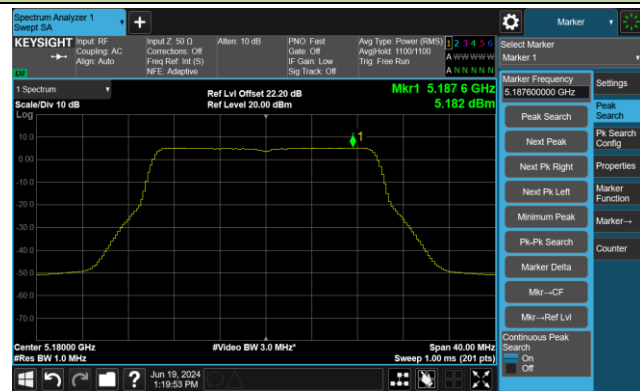 Spectrum Analyzer 1
Swept SA
+
Marker
KEYSIGHT Input: RF Input Z: 50 Ω Atten: 10 dB PNO: Fast Avg Type: Power (RMS) 1 2 3 4 5 6
Coupling: AC Corrections: Off Gate: Off Avg|Hold: 1100/1100 A W W W W W
Align: Auto Freq Ref: Int (S) IF Gain: Low Trig: Free Run
NFE: Adaptive Sig Track: Off A N N N N N
Select Marker
Marker 1
1 Spectrum
Scale/Div 10 dB
Ref Lvl Offset 22.20 dB
Ref Level 20.00 dBm
Mkr1 5.187 6 GHz
5.182 dBm
Log
10.0
0.00
-10.0
-20.0
-30.0
-40.0
-50.0
-60.0
-70.0
1
Center 5.18000 GHz
#Res BW 1.0 MHz
#Video BW 3.0 MHz*
Span 40.00 MHz
Sweep 1.00 ms (201 pts)
Marker Frequency
5.187600000 GHz
Peak Search
Next Peak
Next Pk Right
Next Pk Left
Minimum Peak
Pk-Pk Search
Marker Delta
Mkr→CF
Mkr→Ref Lvl
Continuous Peak
Search
On
Off
Settings
Peak
Search
Pk Search
Config
Properties
Marker
Function
Marker→
Counter
?
Jun 19, 2024
1:19:53 PM